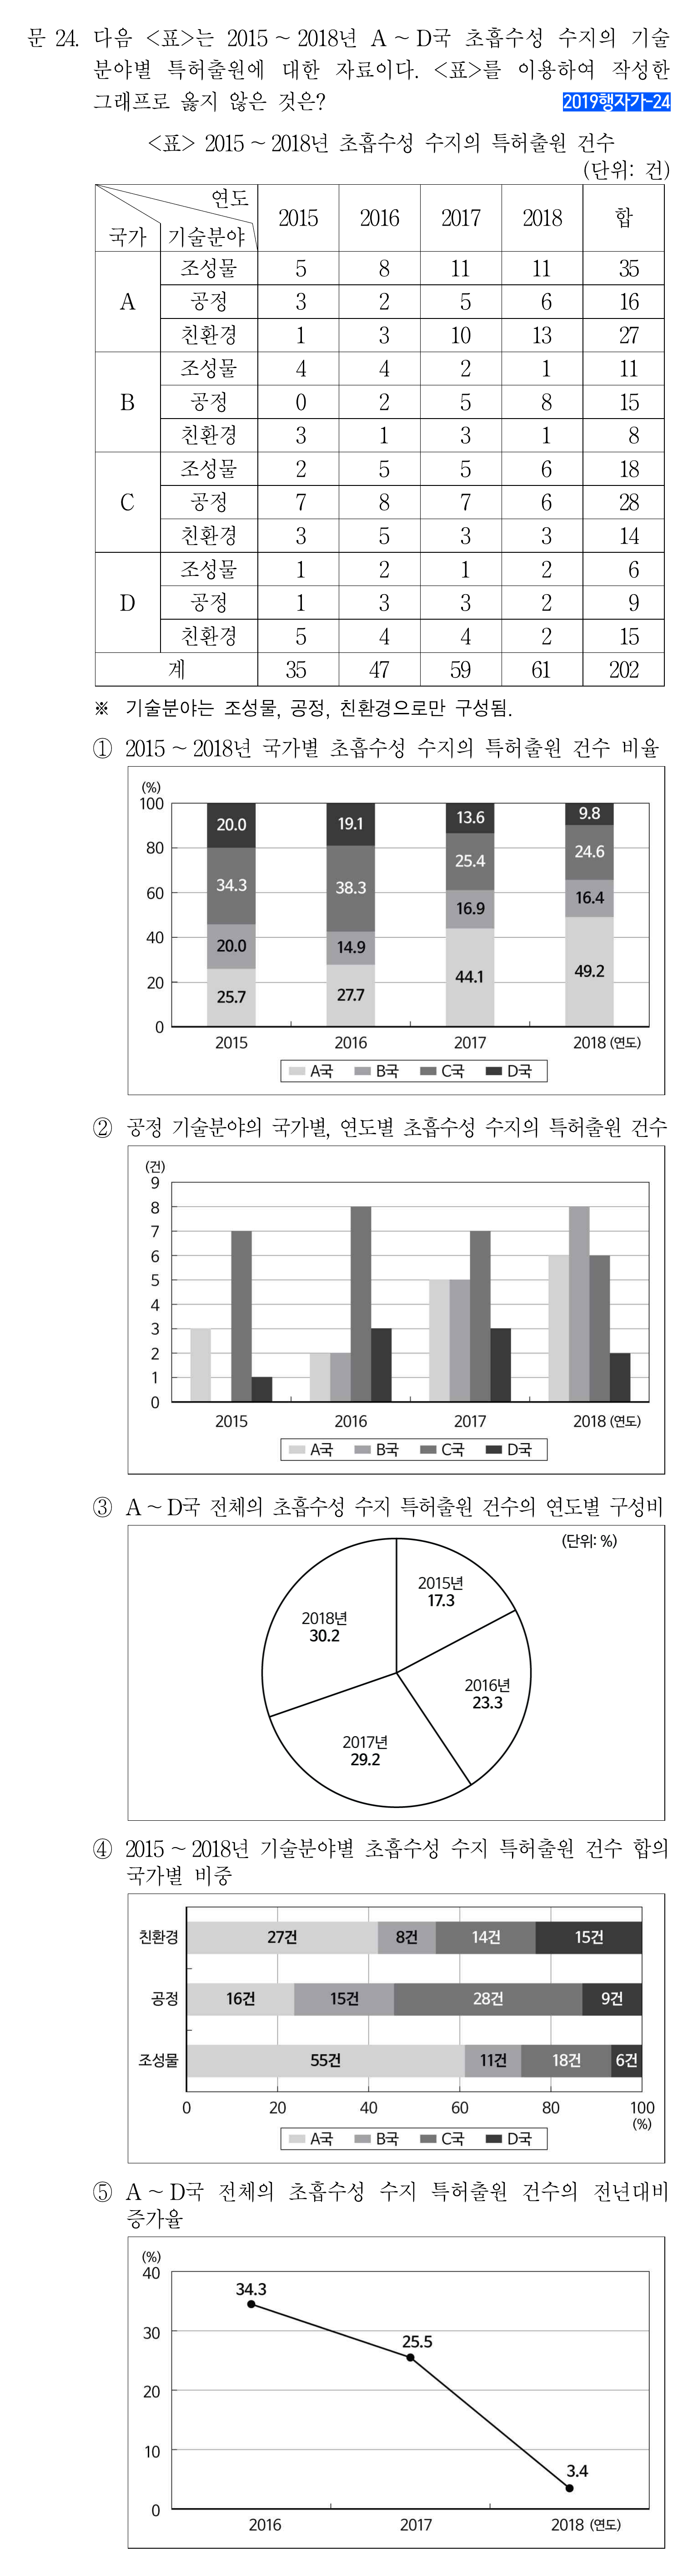 문 24. 다음 <표>는 2015 ~ 2018년 A ~ D국 초흡수성 수지의 기술
분야별 특허출원에 대한 자료이다. <표>를 이용하여 작성한
그래프로 옳지 않은 것은? 2019행자가-24
<표> 2015 ~ 2018년 초흡수성 수지의 특허출원 건수
(단위: 건)
연도
국가 기술분야 2015 2016 2017 2018 합
A 조성물 5 8 11 11 35
공정 3 2 5 6 16
친환경 1 3 10 13 27
B 조성물 4 4 2 1 11
공정 0 2 5 8 15
친환경 3 1 3 1 8
C 조성물 2 5 5 6 18
공정 7 8 7 6 28
친환경 3 5 3 3 14
D 조성물 1 2 1 2 6
공정 1 3 3 2 9
친환경 5 4 4 2 15
계 35 47 59 61 202
※ 기술분야는 조성물, 공정, 친환경으로만 구성됨.
① 2015 ~ 2018년 국가별 초흡수성 수지의 특허출원 건수 비율
(%)
100
80
60
40
20
0
20.0 19.1 13.6 9.8
34.3 38.3 25.4 24.6
20.0 14.9 16.9 16.4
25.7 27.7 44.1 49.2
2015 2016 2017 2018 (연도)
A국 B국 C국 D국
② 공정 기술분야의 국가별, 연도별 초흡수성 수지의 특허출원 건수
(건)
9
8
7
6
5
4
3
2
1
0
2015 2016 2017 2018 (연도)
A국 B국 C국 D국
③ A ~ D국 전체의 초흡수성 수지 특허출원 건수의 연도별 구성비
(단위: %)
2015년
17.3
2018년
30.2
2016년
23.3
2017년
29.2
④ 2015 ~ 2018년 기술분야별 초흡수성 수지 특허출원 건수 합의
국가별 비중
친환경 27건 8건 14건 15건
공정 16건 15건 28건 9건
조성물 55건 11건 18건 6건
0 20 40 60 80 100
(%)
A국 B국 C국 D국
⑤ A ~ D국 전체의 초흡수성 수지 특허출원 건수의 전년대비
증가율
(%)
40
30
20
10
0
34.3
25.5
3.4
2016 2017 2018 (연도)